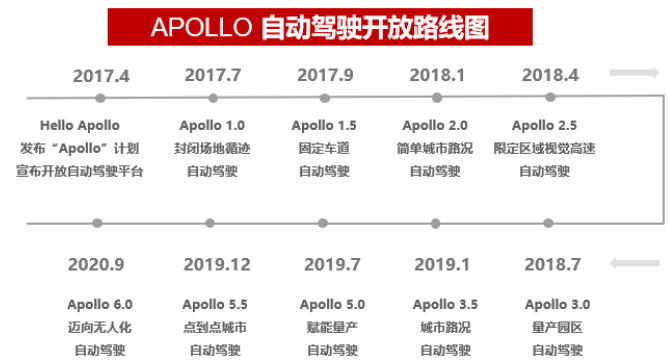 APOLLO 自动驾驶开放路线图
2017.4
2017.7
2017.9
2018.1
2018.4
Hello Apollo
发布“Apollo”计划
宣布开放自动驾驶平台
Apollo 1.0
封闭场地循迹
自动驾驶
Apollo 1.5
固定车道
自动驾驶
Apollo 2.0
简单城市路况
自动驾驶
Apollo 2.5
限定区域视觉高速
自动驾驶
2020.9
2019.12
2019.7
2019.1
2018.7
Apollo 6.0
迈向无人化
自动驾驶
Apollo 5.5
点到点城市
自动驾驶
Apollo 5.0
赋能量产
自动驾驶
Apollo 3.5
城市路况
自动驾驶
Apollo 3.0
量产园区
自动驾驶